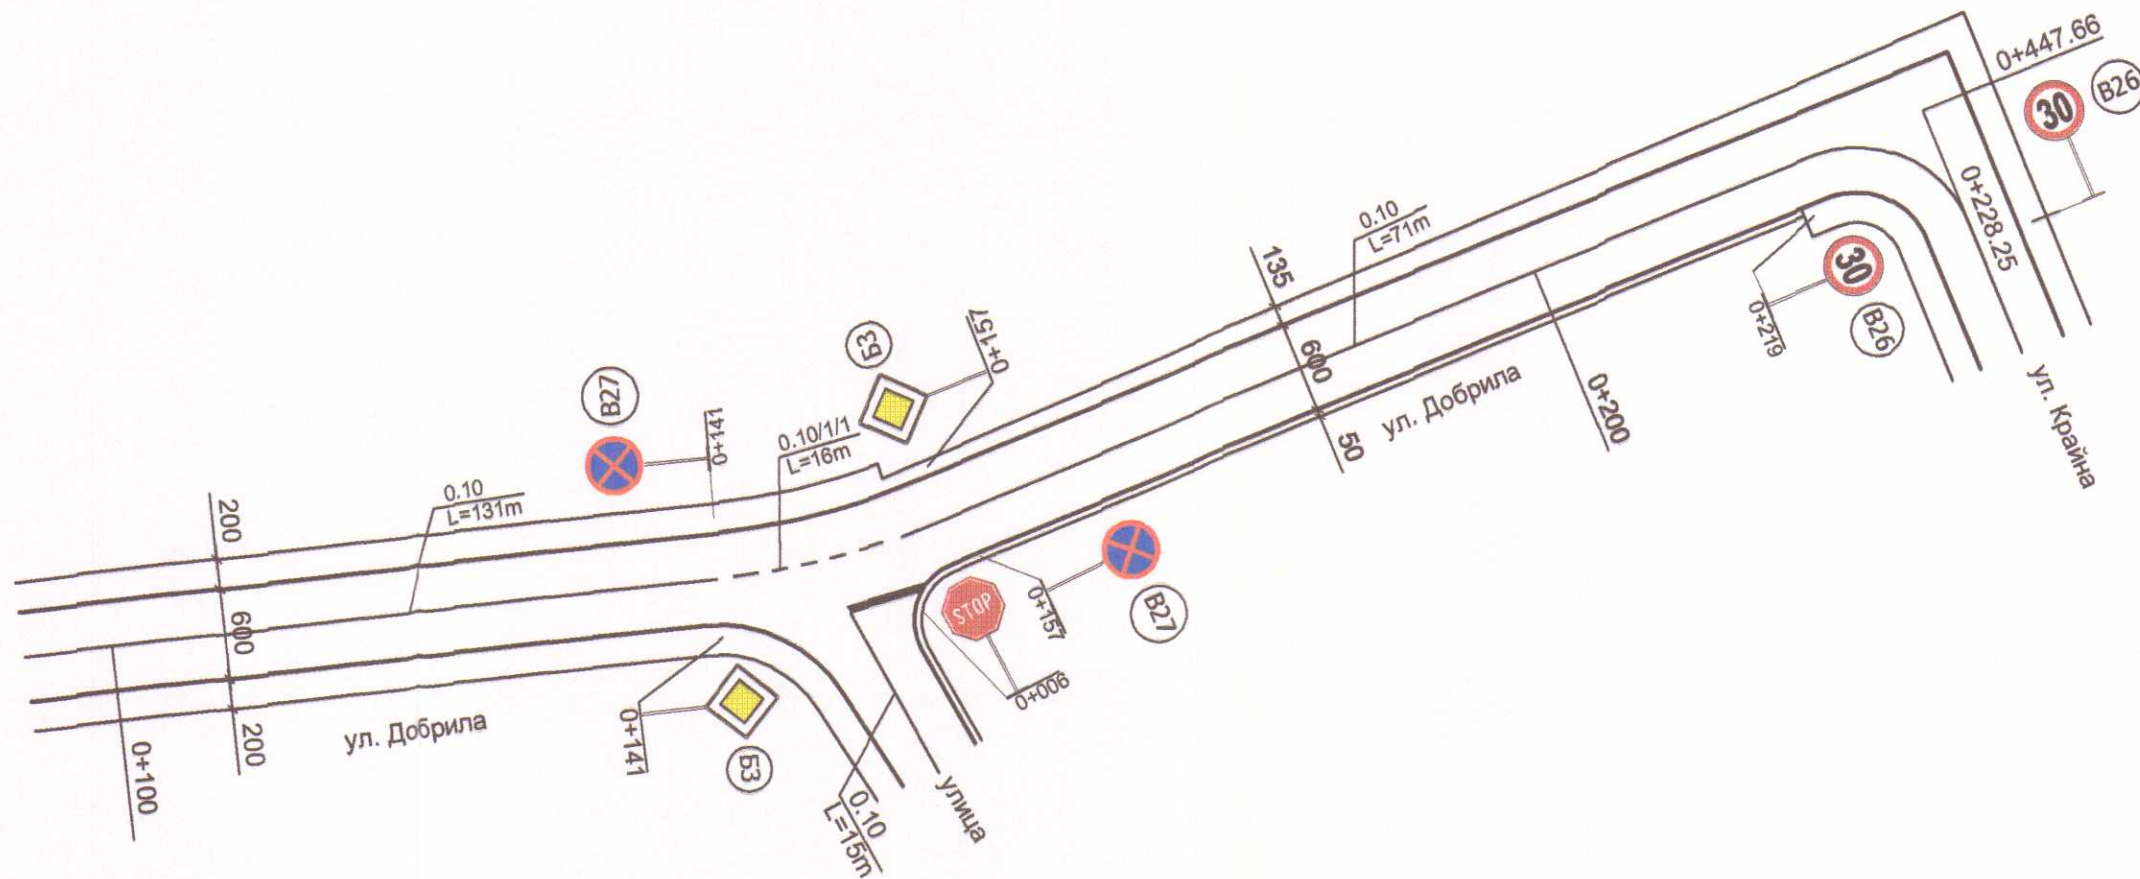 0+447.66
30
B26
0+228.25
0.10
L=71m
135
600
50
30
B26
0+219
ул. Крайна
ул. Добрила
0+200
0+157
Б3
B27
0+141
0.10/1/1
L=16m
0.10
L=131m
200
600
200
0+100
ул. Добрила
0+141
Б3
STOP
0+157
B27
0+006
0.10
L=15m
улица